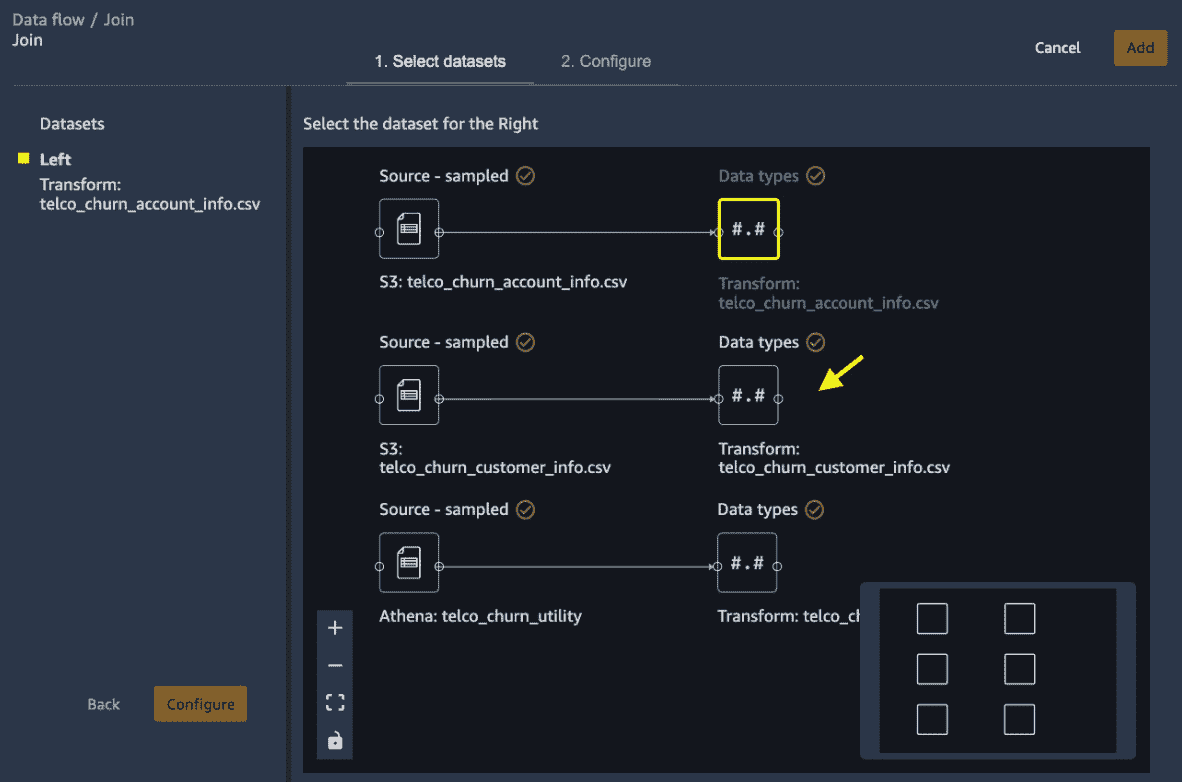 Data flow / Join
Join
1. Select datasets
2. Configure
Cancel
Add
Datasets
Left
Transform:
telco_churn_account_info.csv
Back
Configure
Select the dataset for the Right
Source - sampled
Data types
#.#
S3: telco_churn_account_info.csv
Transform:
telco_churn_account_info.csv
Source - sampled
Data types
#.#
S3:
telco_churn_customer_info.csv
Transform:
telco_churn_customer_info.csv
Source - sampled
Data types
#.#
Athena: telco_churn_utility
Transform: telco_ch